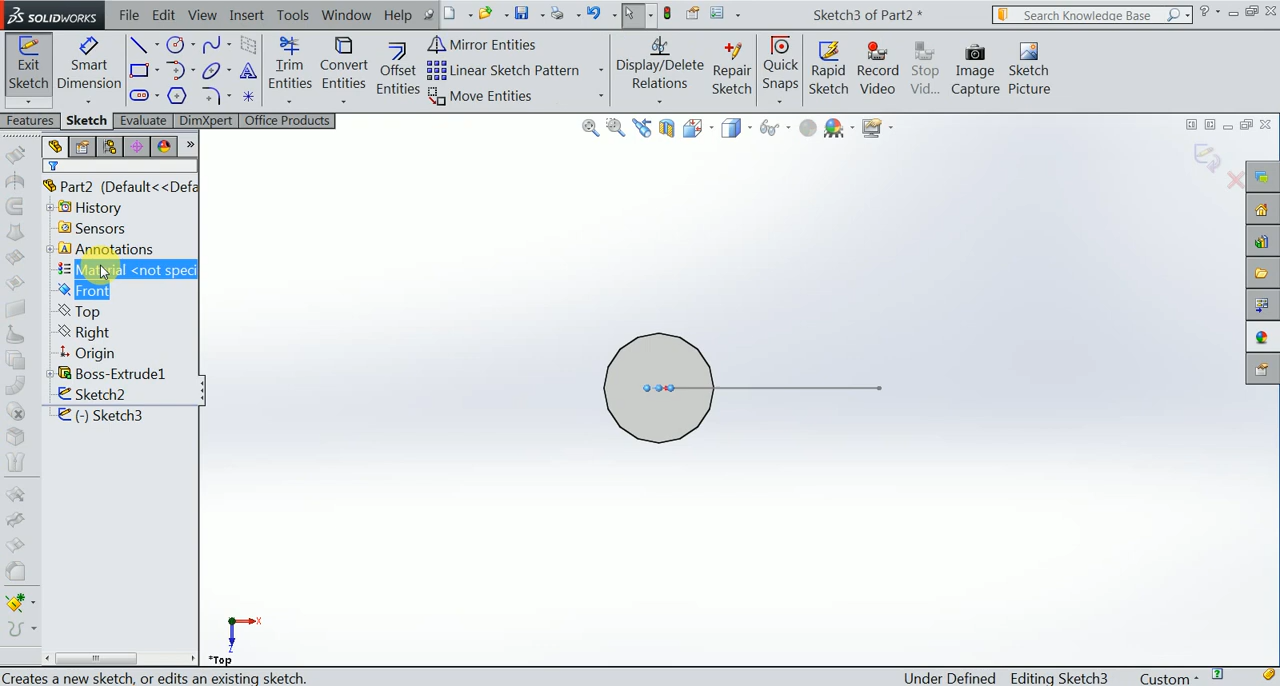 SOLIDWORKS File Edit View Insert Tools Window Help Sketch3 of Part2 * Search Knowledge Base
Exit Sketch
Smart Dimension
Trim Entities
Convert Entities
Offset Entities
Mirror Entities
Linear Sketch Pattern
Move Entities
Display/Delete Relations
Repair Sketch
Quick Snaps
Rapid Sketch
Record Video
Stop Vid...
Image Capture
Sketch Picture
Features Sketch Evaluate DimXpert Office Products
Part2 (Default<<Defa
History
Sensors
Annotations
Material <not speci
Front
Top
Right
Origin
Boss-Extrude1
Sketch2
(-) Sketch3
X
Z
*Top
Creates a new sketch, or edits an existing sketch. Under Defined Editing Sketch3 Custom